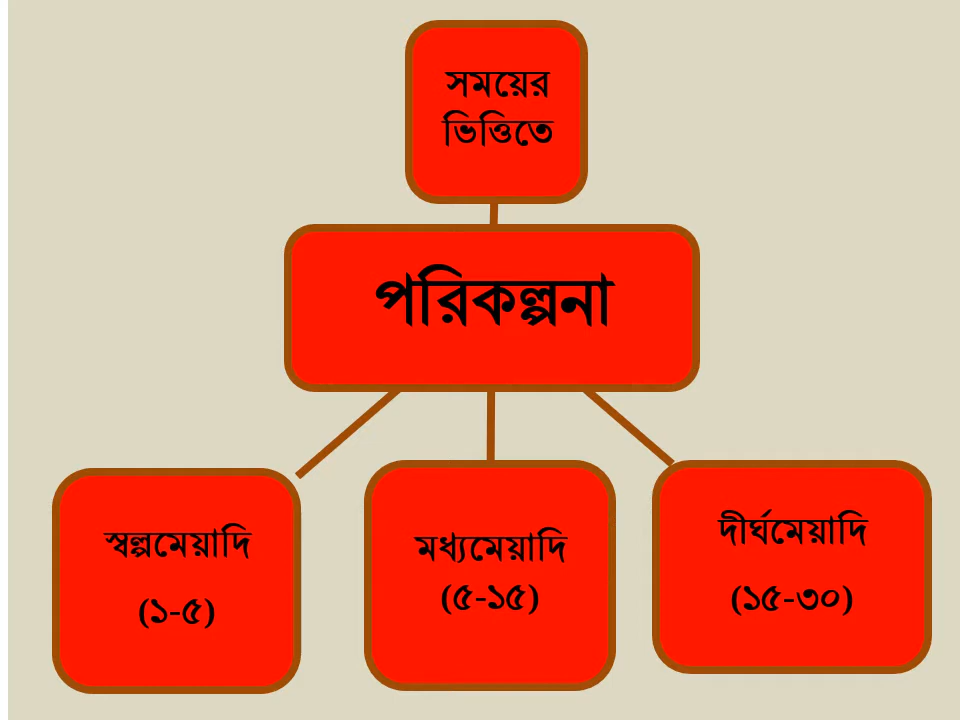 সময়ের
ভিত্তিতে
পরিকল্পনা
স্বল্পমেয়াদি
(১-৫)
মধ্যমেয়াদি
(৫-১৫)
দীর্ঘমেয়াদি
(১৫-৩০)